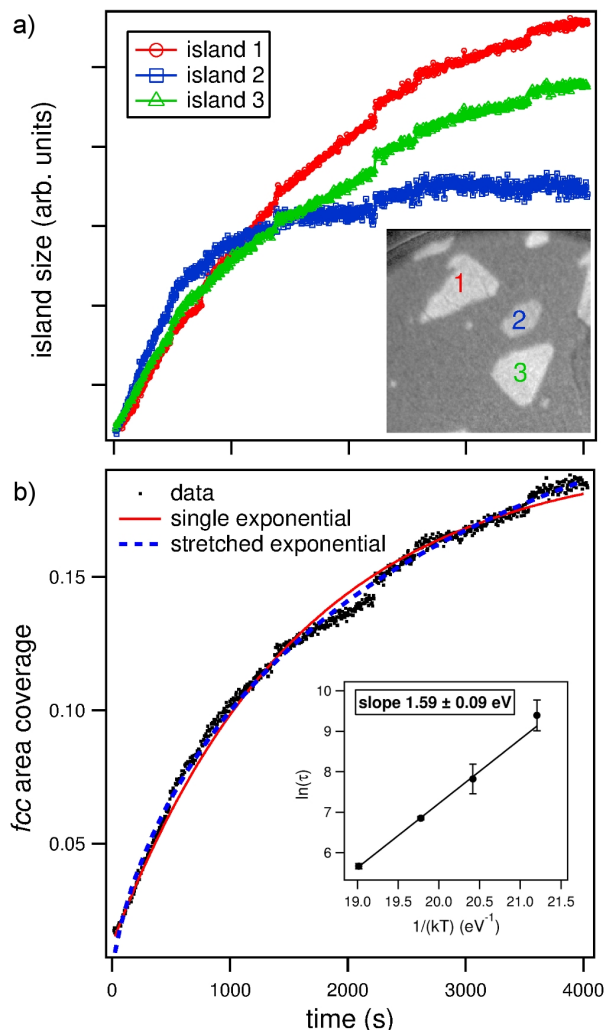 a)
island size (arb. units)
island 1
island 2
island 3
1
2
3
b)
fcc area coverage
data
single exponential
stretched exponential
0.15
0.10
0.05
slope 1.59 ± 0.09 eV
ln(τ)
10
9
8
7
6
19.0 19.5 20.0 20.5 21.0 21.5
1/(kT) (eV⁻¹)
0 1000 2000 3000 4000
time (s)